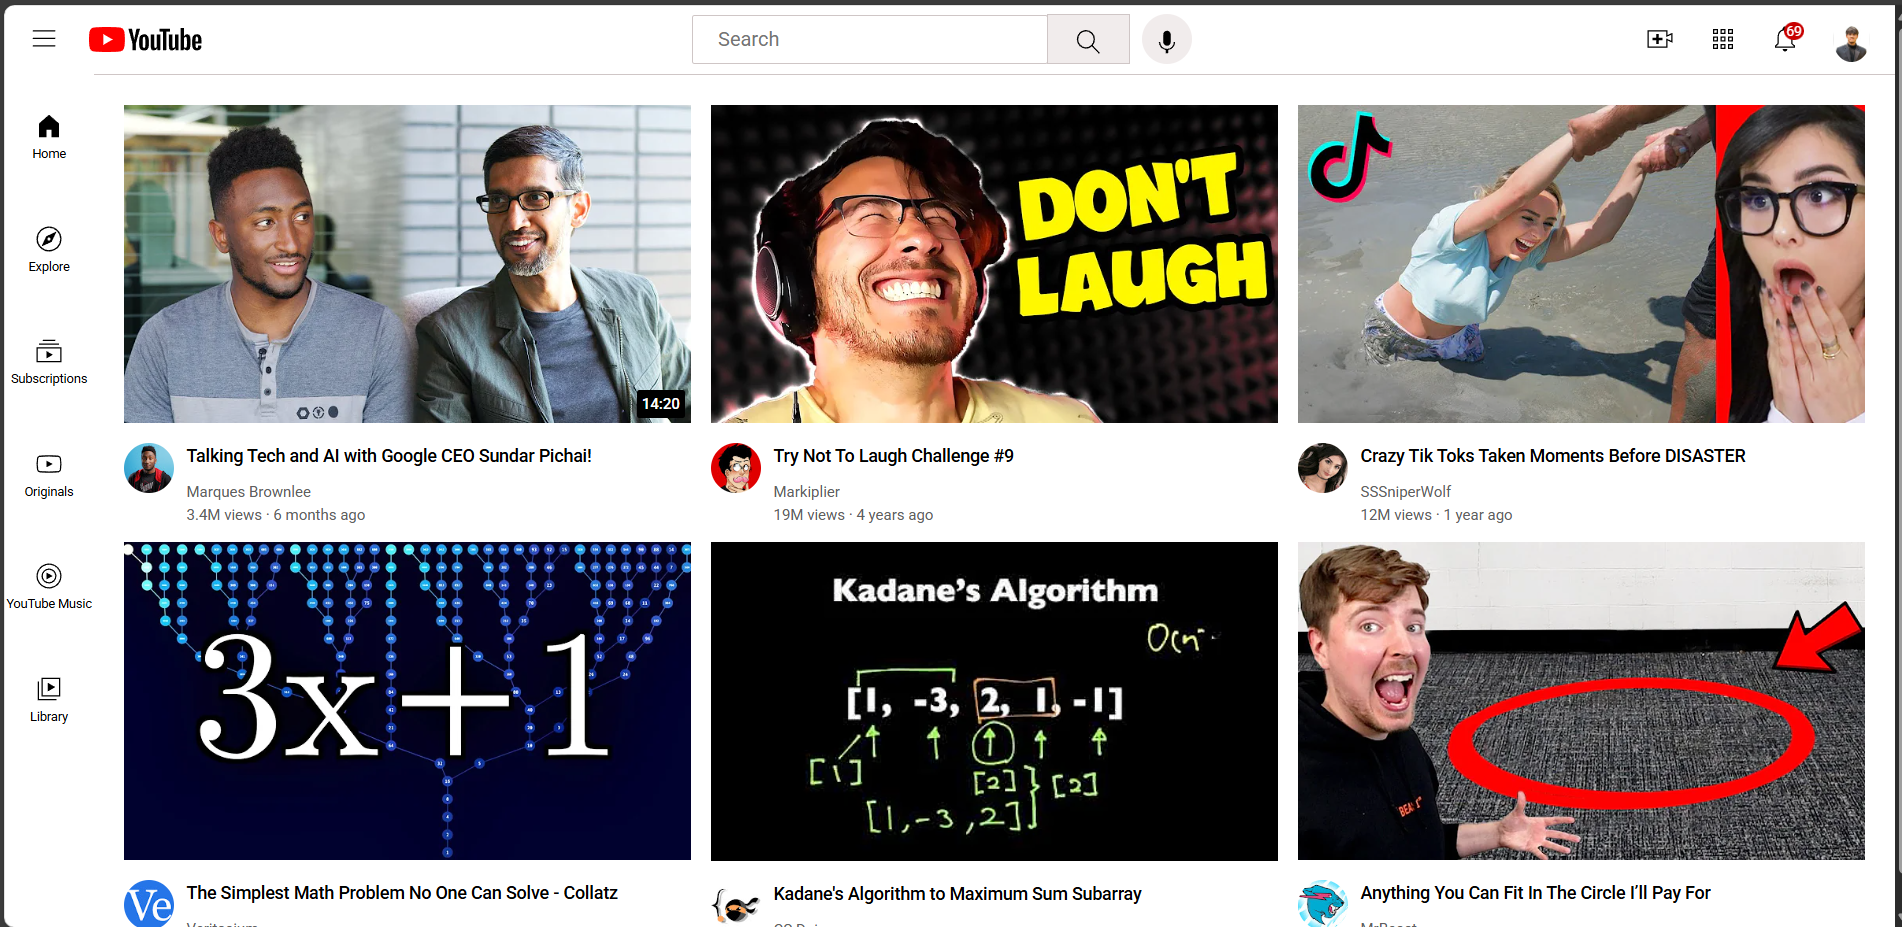 YouTube
Search
69
Home
Explore
Subscriptions
Originals
YouTube Music
Library
14:20
Talking Tech and AI with Google CEO Sundar Pichai!
Marques Brownlee
3.4M views · 6 months ago
DON'T
LAUGH
Try Not To Laugh Challenge #9
Markiplier
19M views · 4 years ago
Crazy Tik Toks Taken Moments Before DISASTER
SSSniperWolf
12M views · 1 year ago
3x+1
Ve
The Simplest Math Problem No One Can Solve - Collatz
Kadane's Algorithm
[1, -3, 2, 1, -1]
[1]
[2]
[2]
[1,-3,2]
Kadane's Algorithm to Maximum Sum Subarray
Anything You Can Fit In The Circle I’ll Pay For